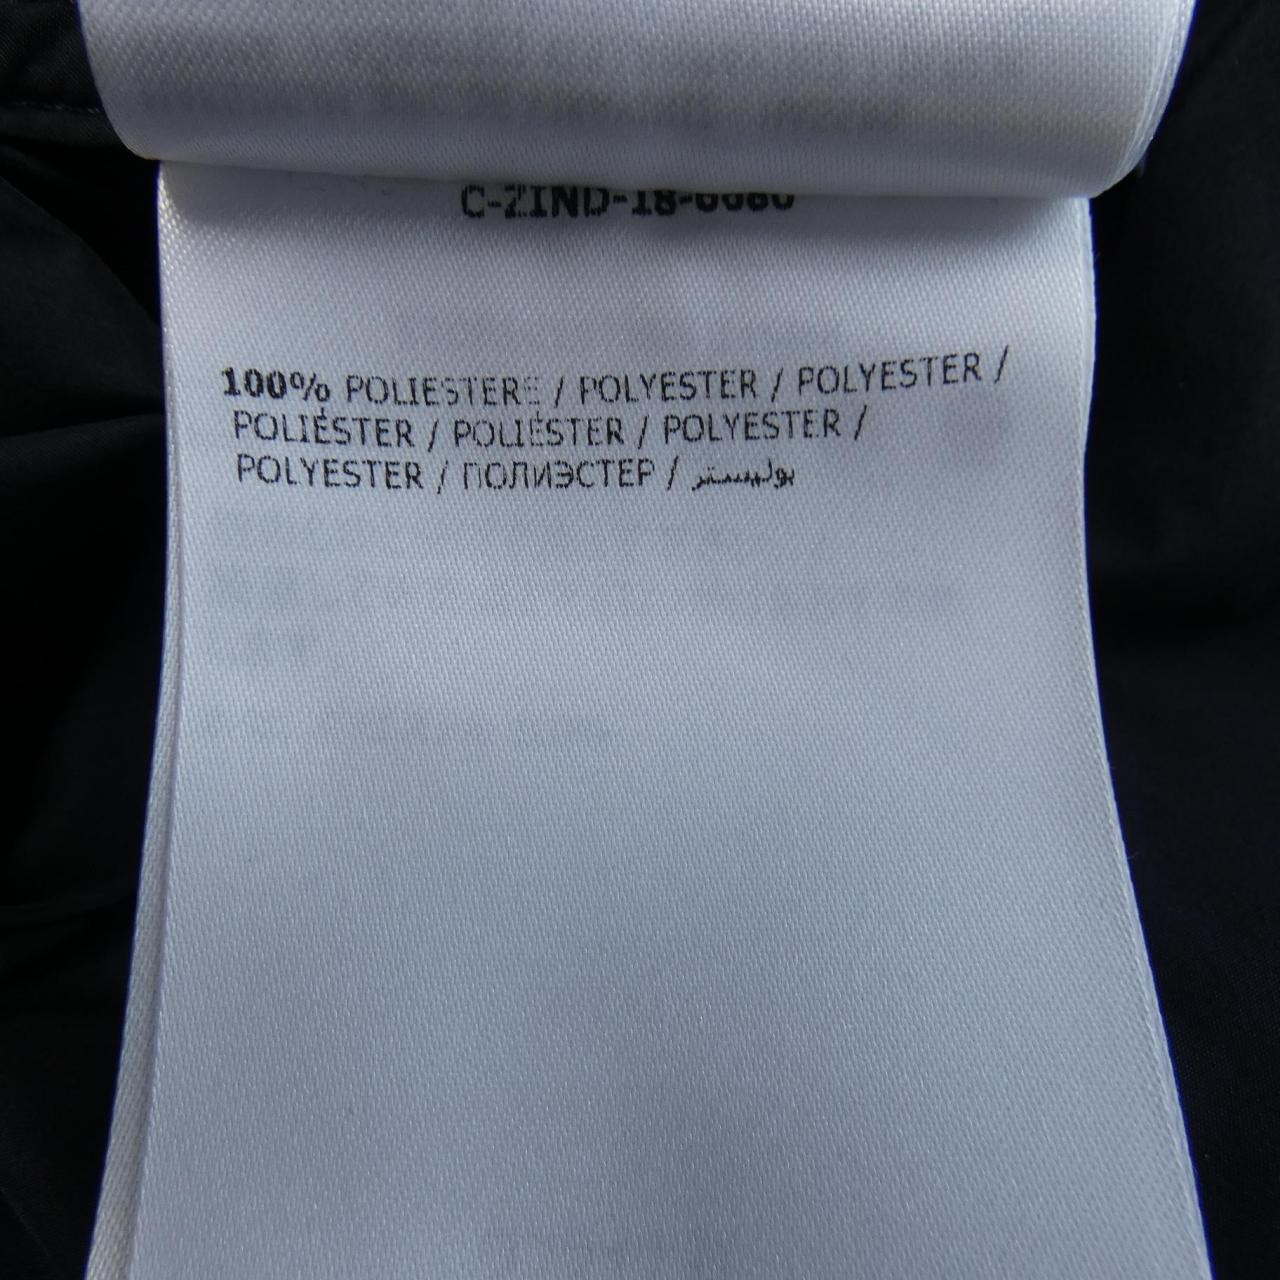 C-ZIND-18-0080
100% POLIESTERE / POLYESTER / POLYESTER /
POLIÉSTER / POLIÉSTER / POLYESTER /
POLYESTER / ПОЛИЭСТЕР / بوليستر